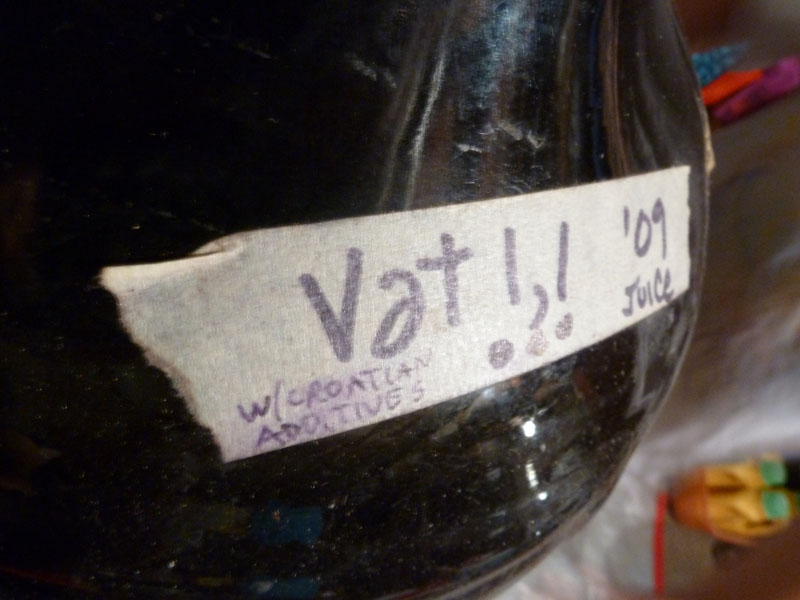 Vat !,!
'09
JUICE
W/CROATIAN
ADDITIVES